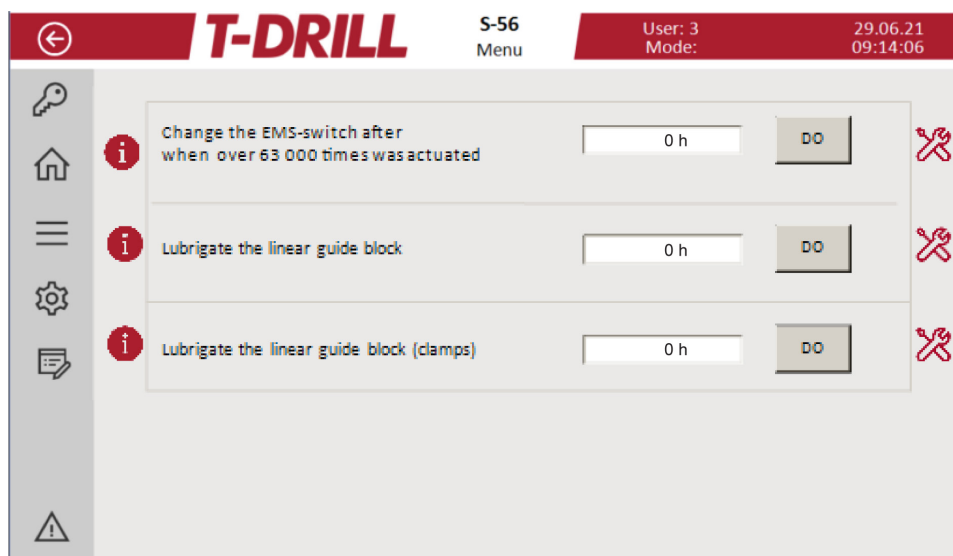 T-DRILL
S-56
Menu
User: 3
Mode:
29.06.21
09:14:06
i
Change the EMS-switch after
when over 63 000 times was actuated
0 h
DO
i
Lubrigate the linear guide block
0 h
DO
i
Lubrigate the linear guide block (clamps)
0 h
DO